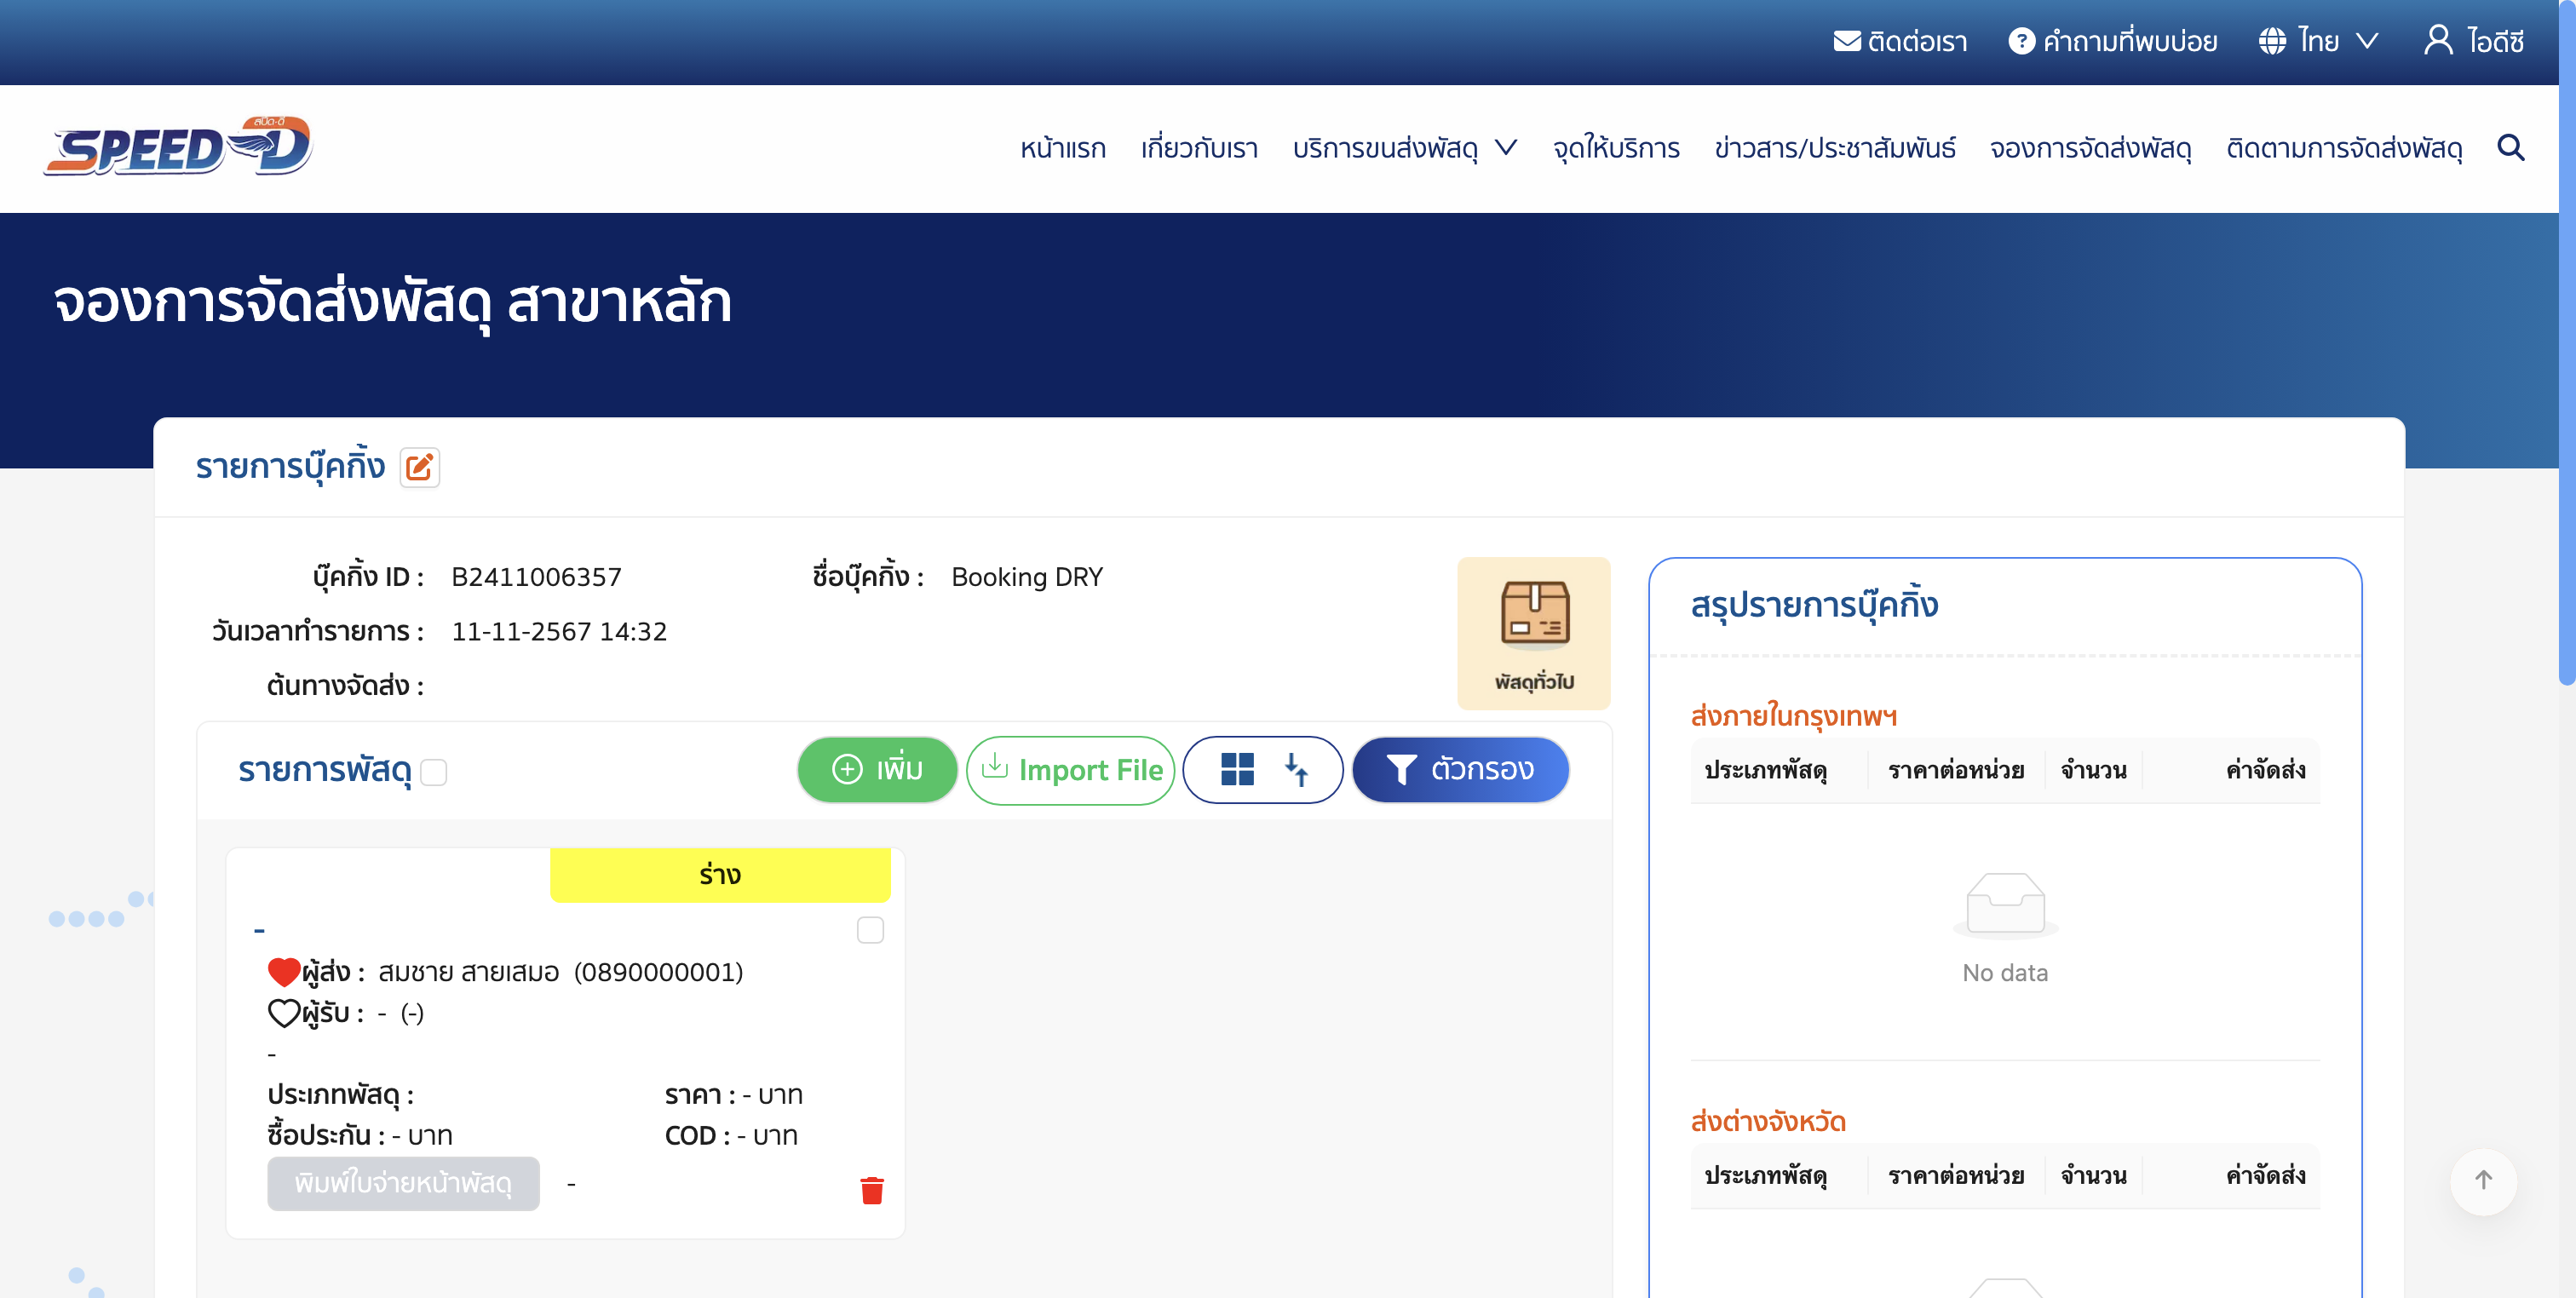 ติดต่อเรา คำถามที่พบบ่อย ไทย ไอดีซี
สปีด-ดี
SPEED-D
หน้าแรก เกี่ยวกับเรา บริการขนส่งพัสดุ จุดให้บริการ ข่าวสาร/ประชาสัมพันธ์ จองการจัดส่งพัสดุ ติดตามการจัดส่งพัสดุ
จองการจัดส่งพัสดุ สาขาหลัก
รายการบุ๊คกิ้ง
บุ๊คกิ้ง ID : B2411006357 ชื่อบุ๊คกิ้ง : Booking DRY
วันเวลาทำรายการ : 11-11-2567 14:32
ต้นทางจัดส่ง :
พัสดุทั่วไป
รายการพัสดุ เพิ่ม Import File ตัวกรอง
ร่าง
-
ผู้ส่ง : สมชาย สายเสมอ (0890000001)
ผู้รับ : - (-)
-
ประเภทพัสดุ : ราคา : - บาท
ซื้อประกัน : - บาท COD : - บาท
พิมพ์ใบจ่ายหน้าพัสดุ -
สรุปรายการบุ๊คกิ้ง
ส่งภายในกรุงเทพฯ
ประเภทพัสดุ ราคาต่อหน่วย จำนวน ค่าจัดส่ง
No data
ส่งต่างจังหวัด
ประเภทพัสดุ ราคาต่อหน่วย จำนวน ค่าจัดส่ง